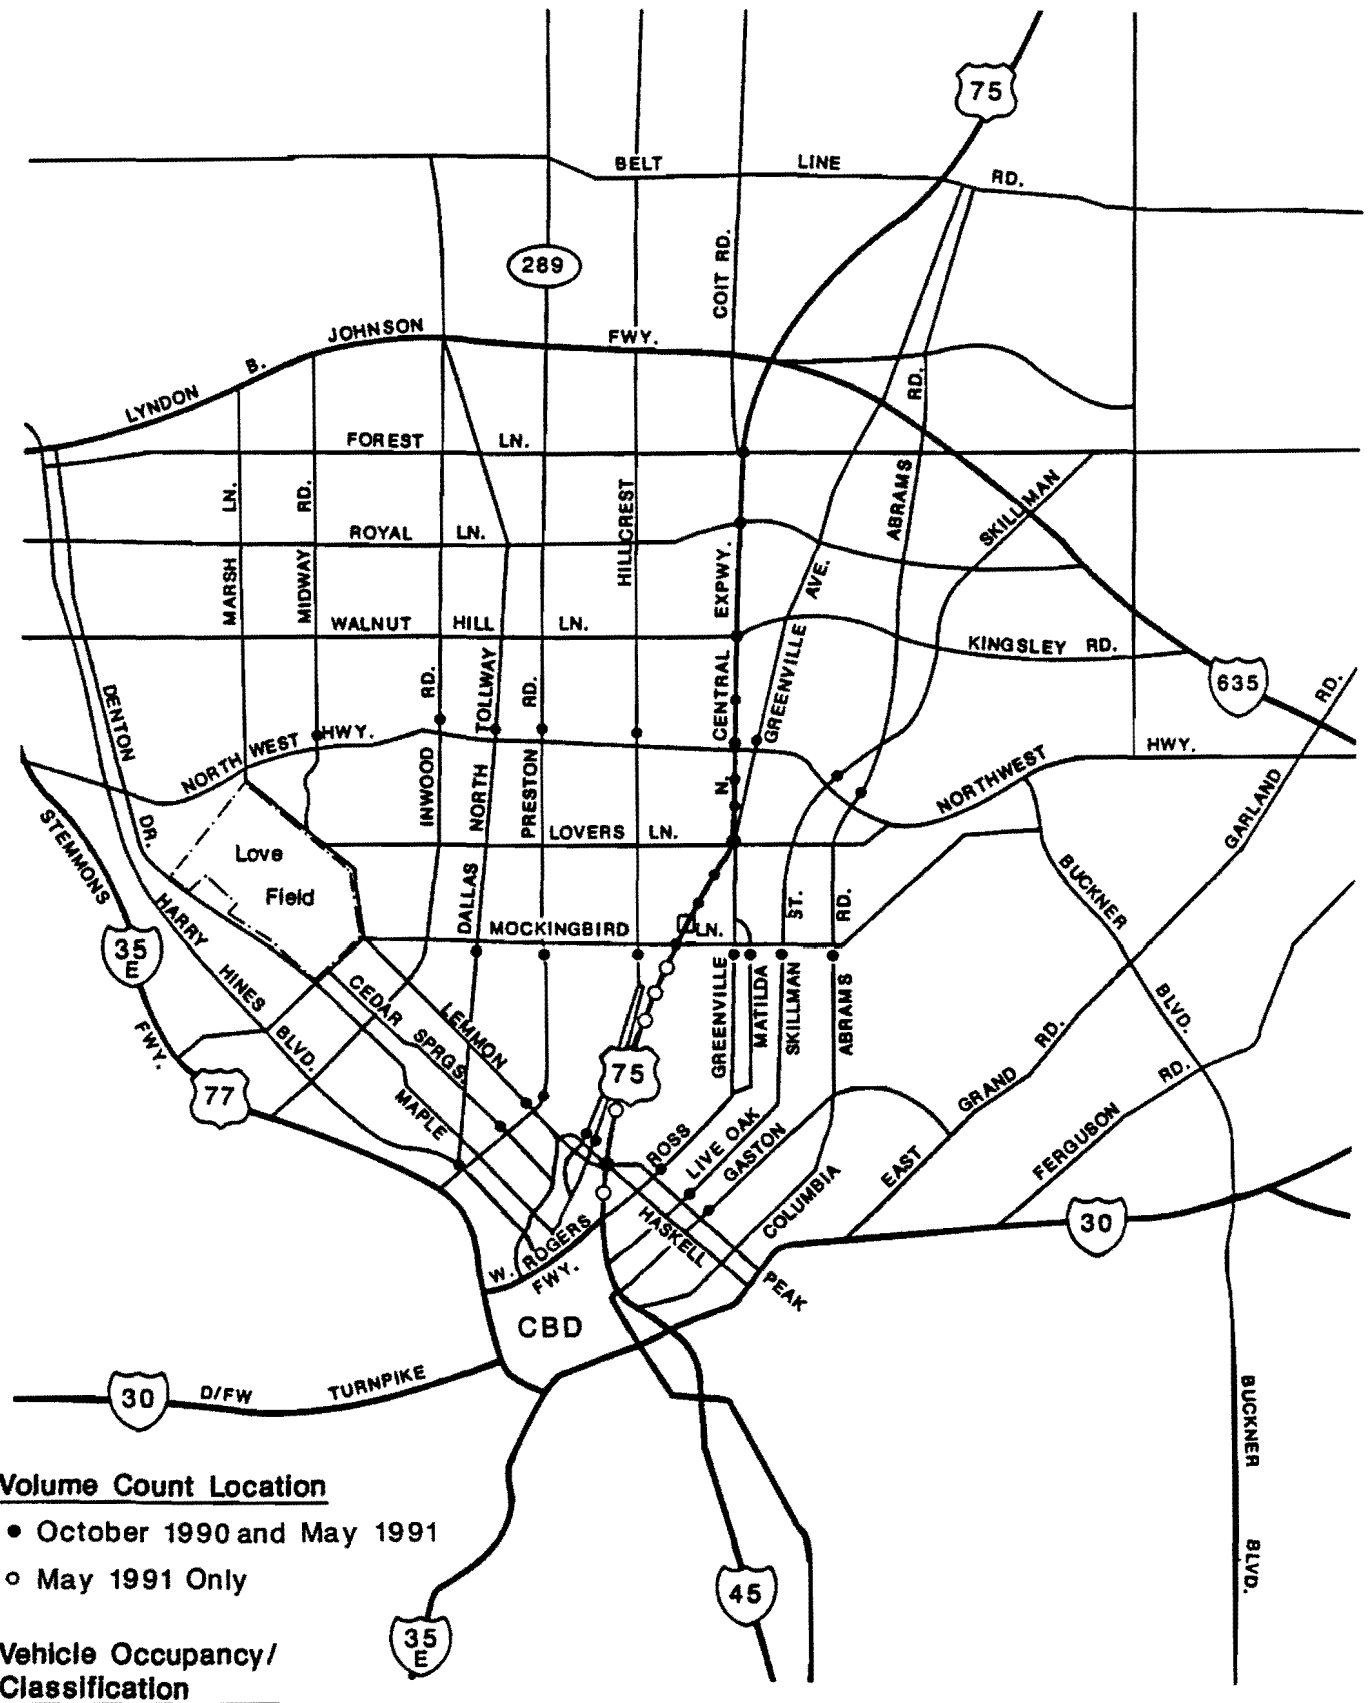 75
BELT LINE RD.
289
COIT RD.
LYNDON B. JOHNSON FWY.
RD.
FOREST LN.
MARSH LN.
MIDWAY RD.
HILLCREST
ABRAMS
SKILLMAN
ROYAL LN.
N. CENTRAL EXPWY.
GREENVILLE AVE.
WALNUT HILL LN.
KINGSLEY RD.
635
DENTON DR.
INWOOD RD.
DALLAS NORTH TOLLWAY
PRESTON RD.
NORTH WEST HWY.
NORTHWEST HWY.
GARLAND RD.
STEMMONS FWY.
LOVERS LN.
Love
Field
BUCKNER BLVD.
HARRY HINES BLVD.
MOCKINGBIRD LN.
ST.
RD.
35
E
CEDAR SPRGS.
LEMMON
GREENVILLE
MATILDA
SKILLMAN
ABRAMS
75
77
MAPLE
ROSS
LIVE OAK
GASTON
COLUMBIA
EAST GRAND RD.
FERGUSON RD.
HASKELL
PEAK
30
W. ROGERS
FWY.
CBD
30
D/FW TURNPIKE
BUCKNER BLVD.
Volume Count Location
October 1990 and May 1991
May 1991 Only
45
35
E
Vehicle Occupancy/
Classification